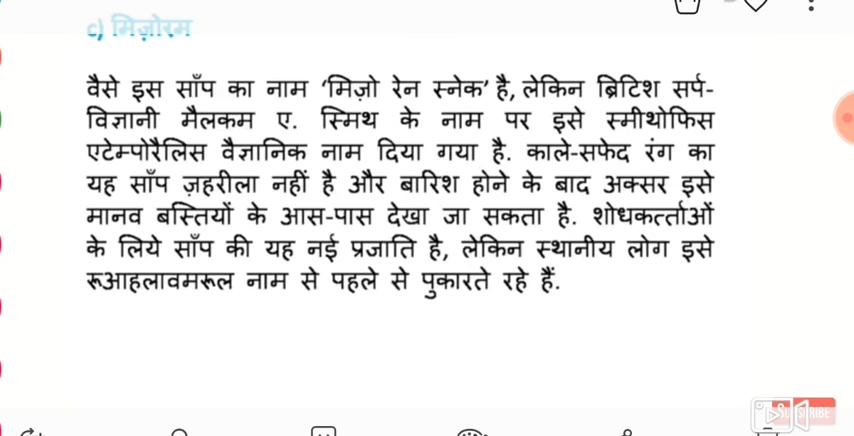 c) मिज़ोरम
वैसे इस साँप का नाम ‘मिज़ो रेन स्नेक’ है, लेकिन ब्रिटिश सर्प-
विज्ञानी मैलकम ए. स्मिथ के नाम पर इसे स्मीथोफिस
एटेम्पोरैलिस वैज्ञानिक नाम दिया गया है. काले-सफेद रंग का
यह साँप ज़हरीला नहीं है और बारिश होने के बाद अक्सर इसे
मानव बस्तियों के आस-पास देखा जा सकता है. शोधकर्त्ताओं
के लिये साँप की यह नई प्रजाति है, लेकिन स्थानीय लोग इसे
रूआहलावमरूल नाम से पहले से पुकारते रहे हैं.